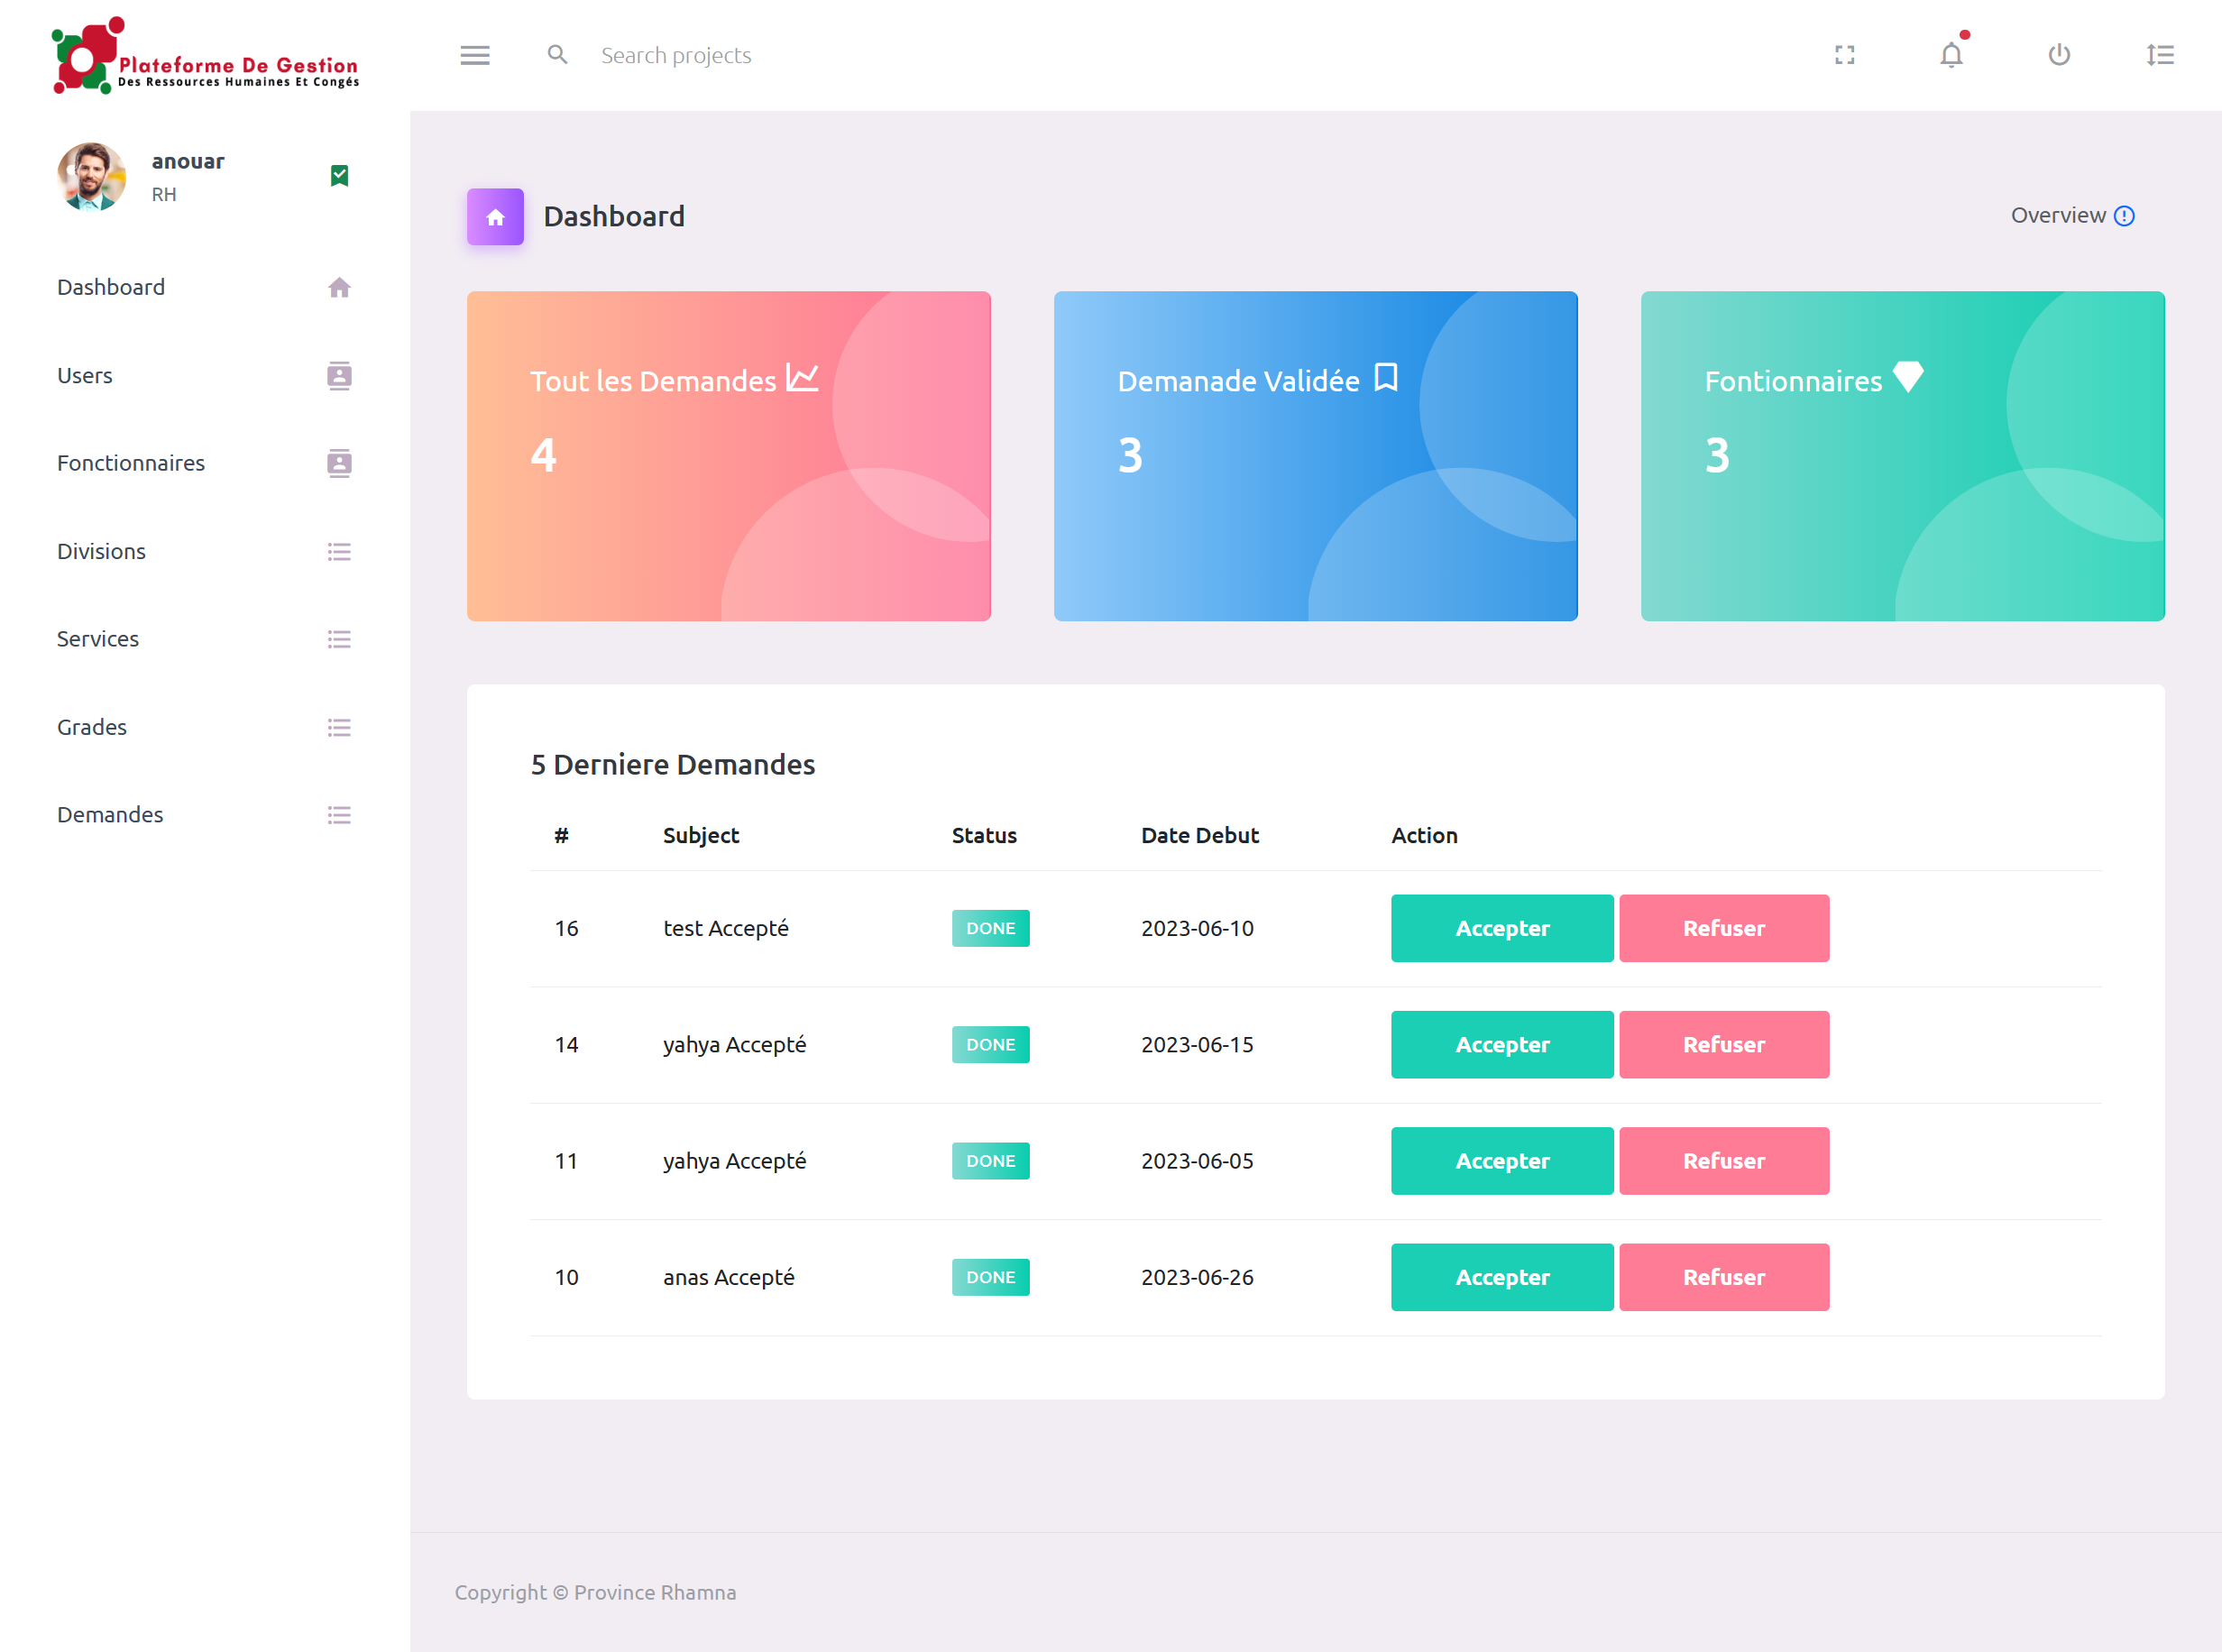 Plateforme De Gestion
Des Ressources Humaines Et Congés
Search projects
anouar
RH
Dashboard
Users
Fonctionnaires
Divisions
Services
Grades
Demandes
Dashboard
Overview
Tout les Demandes
4
Demanade Validée
3
Fontionnaires
3
5 Derniere Demandes
# Subject Status Date Debut Action
16 test Accepté DONE 2023-06-10 Accepter Refuser
14 yahya Accepté DONE 2023-06-15 Accepter Refuser
11 yahya Accepté DONE 2023-06-05 Accepter Refuser
10 anas Accepté DONE 2023-06-26 Accepter Refuser
Copyright © Province Rhamna